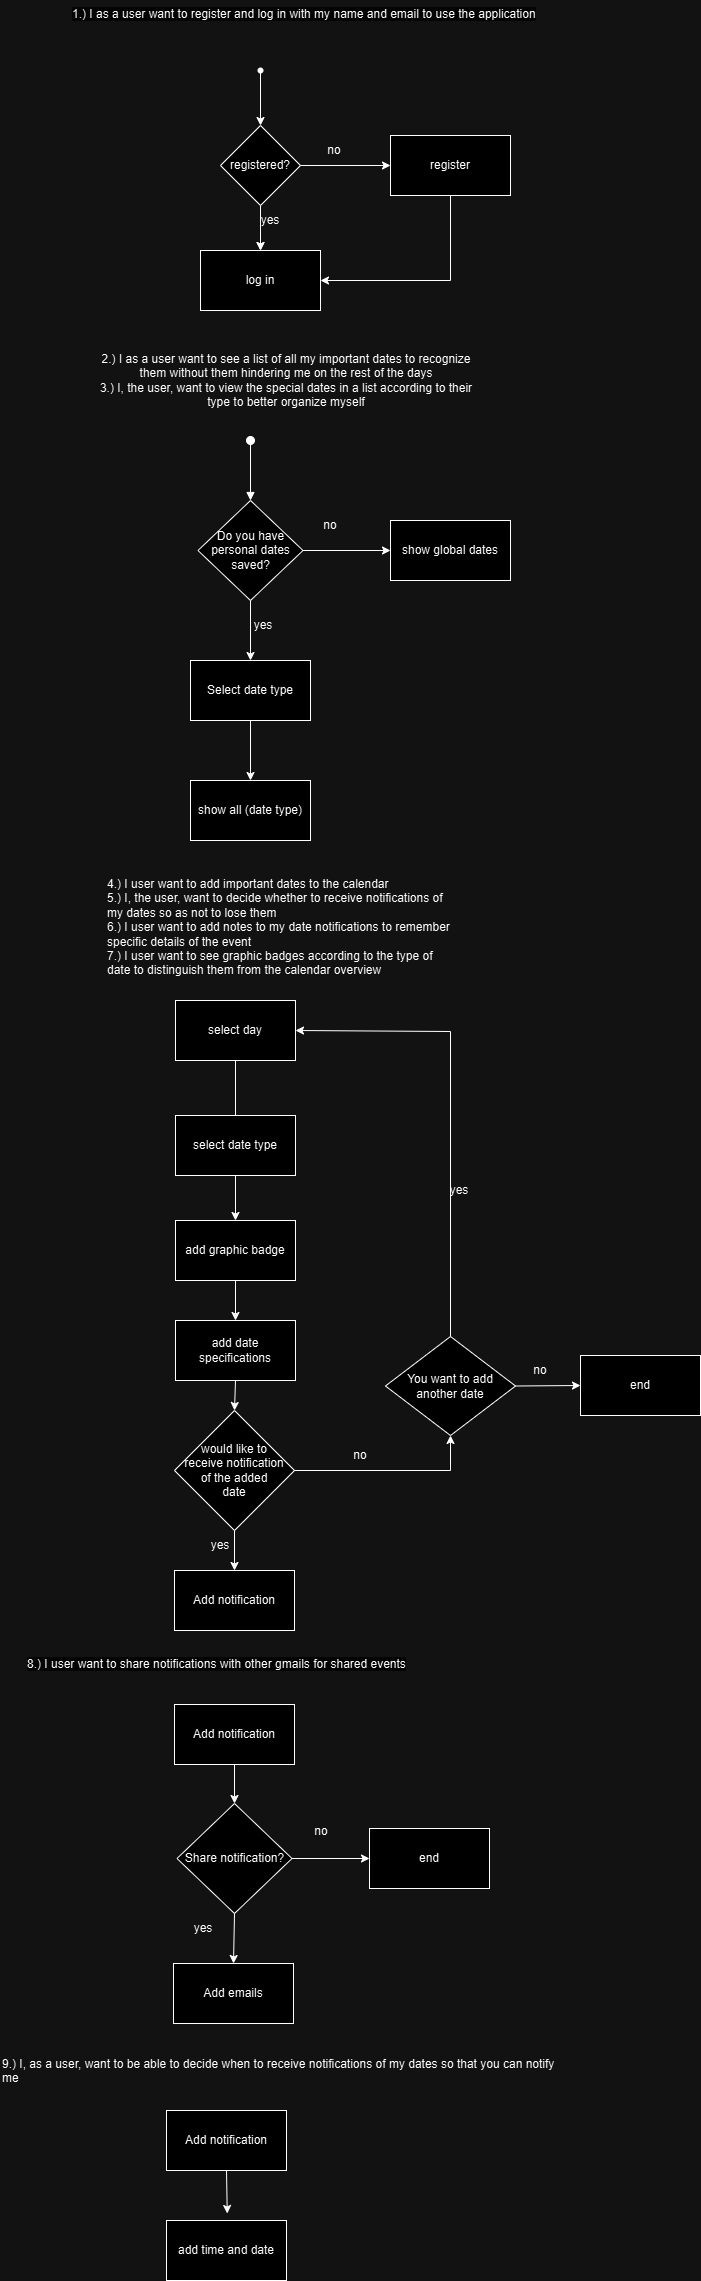 1.) I as a user want to register and log in with my name and email to use the application
registered?
no
register
yes
log in
2.) I as a user want to see a list of all my important dates to recognize
them without them hindering me on the rest of the days
3.) I, the user, want to view the special dates in a list according to their
type to better organize myself
Do you have
personal dates
saved?
no
show global dates
yes
Select date type
show all (date type)
4.) I user want to add important dates to the calendar
5.) I, the user, want to decide whether to receive notifications of
my dates so as not to lose them
6.) I user want to add notes to my date notifications to remember
specific details of the event
7.) I user want to see graphic badges according to the type of
date to distinguish them from the calendar overview
select day
select date type
yes
add graphic badge
add date
specifications
You want to add
another date
no
end
would like to
receive notification
of the added
date
no
yes
Add notification
8.) I user want to share notifications with other gmails for shared events
Add notification
Share notification?
no
end
yes
Add emails
9.) I, as a user, want to be able to decide when to receive notifications of my dates so that you can notify
me
Add notification
add time and date